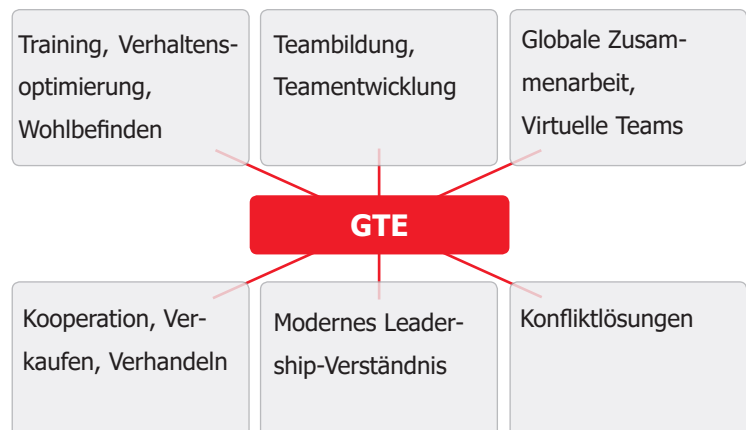 Training, Verhaltens-
optimierung,
Wohlbefinden
Teambildung,
Teamentwicklung
Globale Zusam-
menarbeit,
Virtuelle Teams
GTE
Kooperation, Ver-
kaufen, Verhandeln
Modernes Leader-
ship-Verständnis
Konfliktlösungen